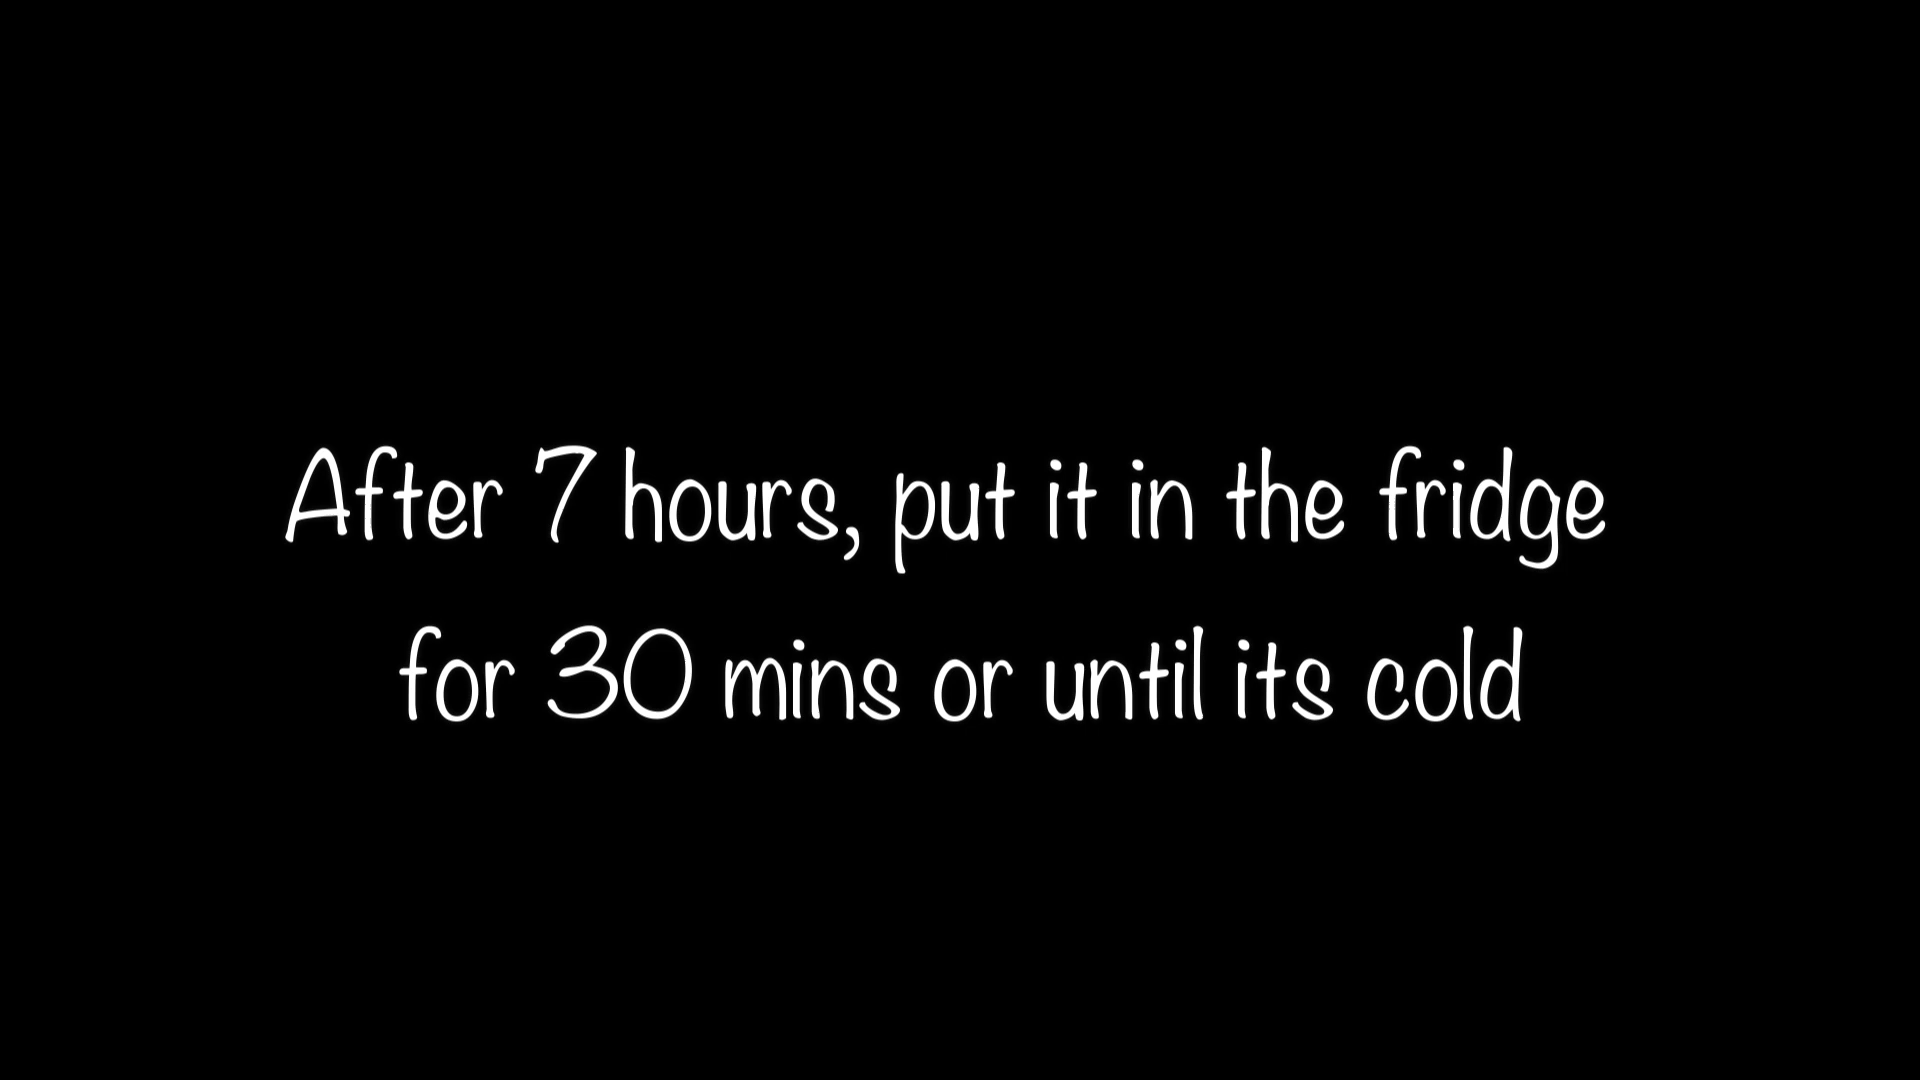 After 7 hours, put it in the fridge
for 30 mins or until its cold